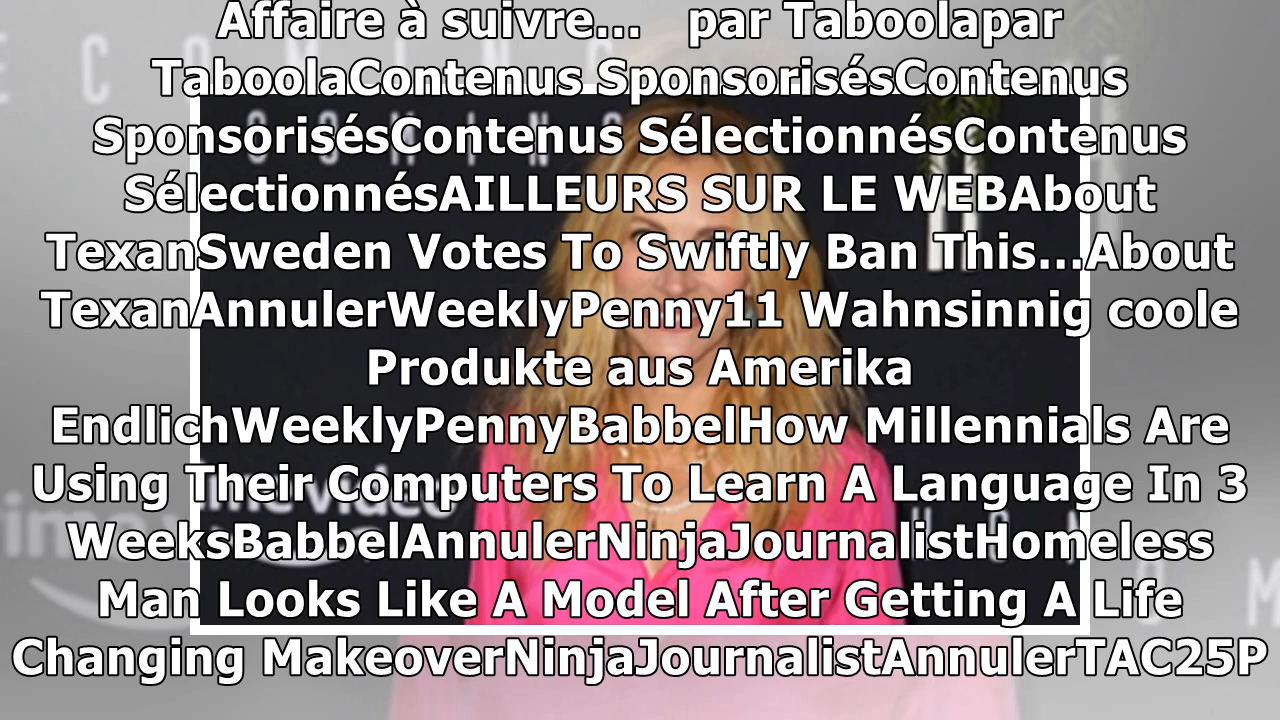 Affaire à suivre... par Taboolapar
TaboolaContenus SponsorisésContenus
SponsorisésContenus SélectionnésContenus
SélectionnésAILLEURS SUR LE WEBAbout
TexanSweden Votes To Swiftly Ban This...About
TexanAnnulerWeeklyPenny11 Wahnsinnig coole
Produkte aus Amerika
EndlichWeeklyPennyBabbelHow Millennials Are
Using Their Computers To Learn A Language In 3
WeeksBabbelAnnulerNinjaJournalistHomeless
Man Looks Like A Model After Getting A Life
Changing MakeoverNinjaJournalistAnnulerTAC25P